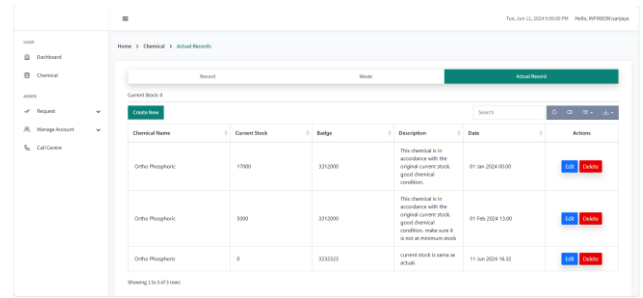 Tue, Jun 11, 2024 5:00:00 PM Hello, INFINEON\sanjaya
USER
Home > Chemical > Actual Records
Dashboard
Chemical
Record Waste Actual Record
ADMIN
Current Stock: 0
Request
Create New Search
Manage Account
Chemical Name Current Stock Badge Description Date Actions
Call Centre
This chemical is in
accordance with the
original current stock.
good chemical
condition.
Ortho Phosphoric 17000 3312000 01 Jan 2024 00.00 Edit Delete
This chemical is in
accordance with the
original current stock.
good chemical
condition. make sure it
is not at minimum stock
Ortho Phosphoric 5000 3312000 01 Feb 2024 13.00 Edit Delete
current stock is same as
actual.
Ortho Phosphoric 0 3232323 11 Jun 2024 16.32 Edit Delete
Showing 1 to 3 of 3 rows